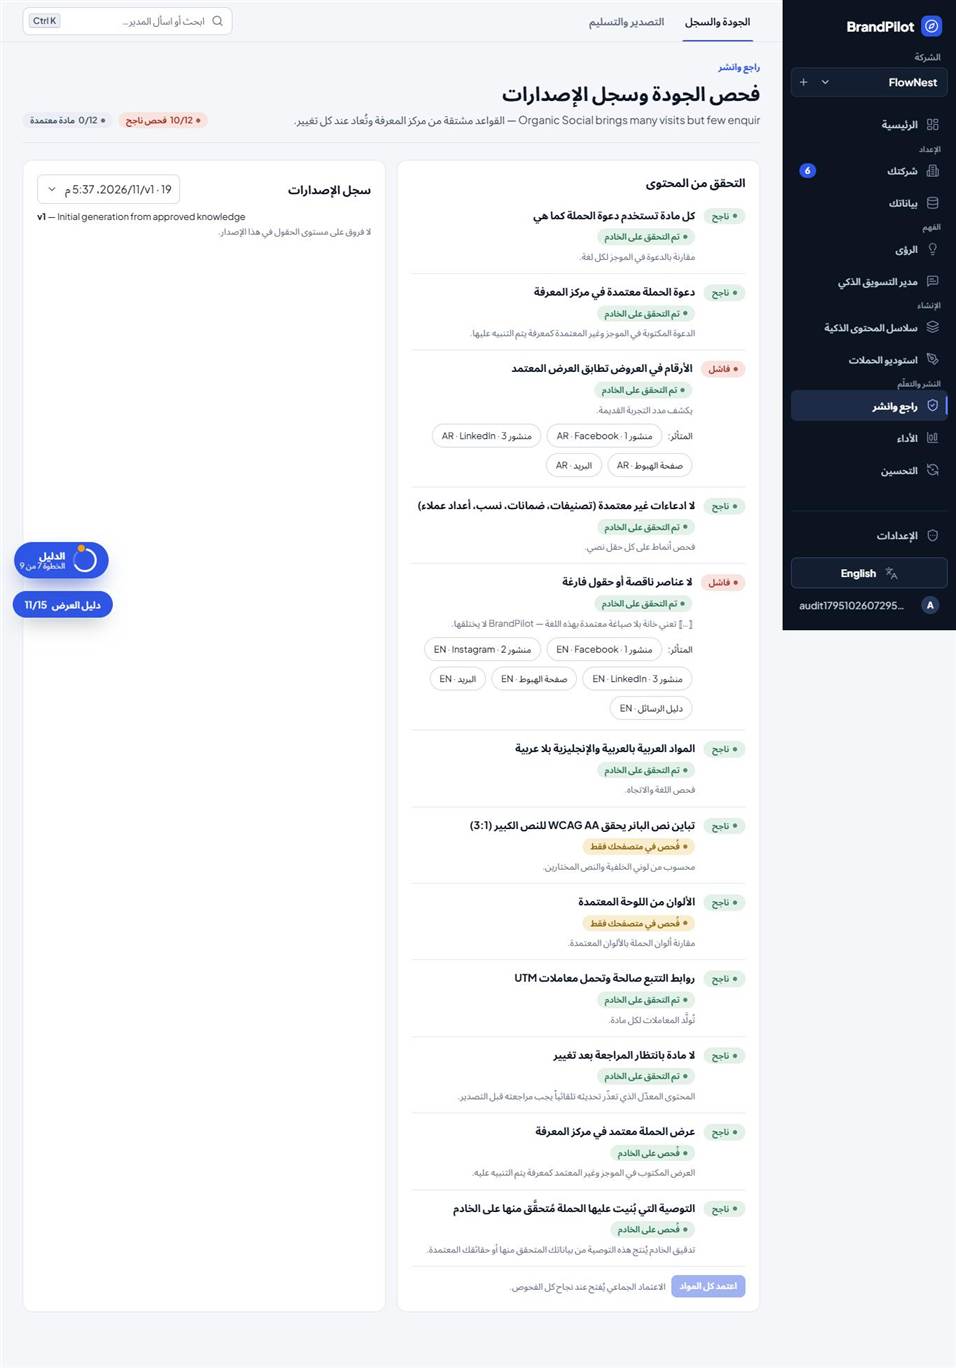 BrandPilot
الشركة
FlowNest
الرئيسية
الإعداد
شركتك
6
بياناتك
الفهم
الرؤى
مدير التسويق الذكي
الإنشاء
سلاسل المحتوى الذكية
استوديو الحملات
النشر والتعلّم
راجع وانشر
الأداء
التحسين
الإعدادات
English
audit1795102607295...
A
الجودة والسجل
التصدير والتسليم
ابحث أو اسأل المدير...
Ctrl K
راجع وانشر
فحص الجودة وسجل الإصدارات
Organic Social brings many visits but few enquir — القواعد مشتقة من مركز المعرفة وتُعاد عند كل تغيير.
10/12 فحص ناجح
0/12 مادة معتمدة
التحقق من المحتوى
ناجح
كل مادة تستخدم دعوة الحملة كما هي
تم التحقق على الخادم
مقارنة بالدعوة في الموجز لكل لغة.
ناجح
دعوة الحملة معتمدة في مركز المعرفة
تم التحقق على الخادم
الدعوة المكتوبة في الموجز وغير المعتمدة كمعرفة يتم التنبيه عليها.
فاشل
الأرقام في العروض تطابق العرض المعتمد
تم التحقق على الخادم
يكشف مدد التجربة القديمة.
المتأثر:
منشور 1 · AR · Facebook
منشور 3 · AR · LinkedIn
صفحة الهبوط · AR
البريد · AR
ناجح
لا ادعاءات غير معتمدة (تصنيفات، ضمانات، نسب، أعداد عملاء)
تم التحقق على الخادم
فحص أنماط على كل حقل نصي.
فاشل
لا عناصر ناقصة أو حقول فارغة
تم التحقق على الخادم
⟦…⟧ تعني خانة بلا صياغة معتمدة بهذه اللغة — BrandPilot لا يختلقها.
المتأثر:
منشور 1 · EN · Facebook
منشور 2 · EN · Instagram
منشور 3 · EN · LinkedIn
صفحة الهبوط · EN
البريد · EN
دليل الرسائل · EN
ناجح
المواد العربية بالعربية والإنجليزية بلا عربية
تم التحقق على الخادم
فحص اللغة والاتجاه.
ناجح
تباين نص البانر يحقق WCAG AA للنص الكبير (3:1)
فُحص في متصفحك فقط
محسوب من لوني الخلفية والنص المختارين.
ناجح
الألوان من اللوحة المعتمدة
فُحص في متصفحك فقط
مقارنة ألوان الحملة بالألوان المعتمدة.
ناجح
روابط التتبع صالحة وتحمل معاملات UTM
تم التحقق على الخادم
تُولَّد المعاملات لكل مادة.
ناجح
لا مادة بانتظار المراجعة بعد تغيير
تم التحقق على الخادم
المحتوى المعدّل الذي تعذّر تحديثه تلقائياً يجب مراجعته قبل التصدير.
ناجح
عرض الحملة معتمد في مركز المعرفة
فُحص على الخادم
العرض المكتوب في الموجز وغير المعتمد كمعرفة يتم التنبيه عليه.
ناجح
التوصية التي بُنيت عليها الحملة مُتحقَّق منها على الخادم
فُحص على الخادم
تدقيق الخادم يُنتج هذه التوصية من بياناتك المتحقق منها أو حقائقك المعتمدة.
اعتمد كل المواد
الاعتماد الجماعي يُفتح عند نجاح كل الفحوص.
سجل الإصدارات
v1 · 19/11/2026، 5:37 م
v1 — Initial generation from approved knowledge
لا فروق على مستوى الحقول في هذا الإصدار.
الدليل
الخطوة 7 من 9
دليل العرض 11/15